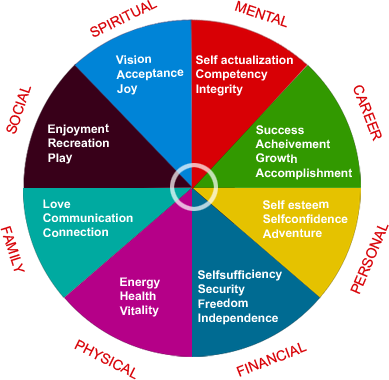 SPIRITUAL
MENTAL
Vision
Acceptance
Joy
Self actualization
Competency
Integrity
SOCIAL
CAREER
Enjoyment
Recreation
Play
Success
Acheivement
Growth
Accomplishment
Love
Communication
Connection
Self esteem
Selfconfidence
Adventure
FAMILY
PERSONAL
Energy
Health
Vitality
Selfsufficiency
Security
Freedom
Independence
PHYSICAL
FINANCIAL